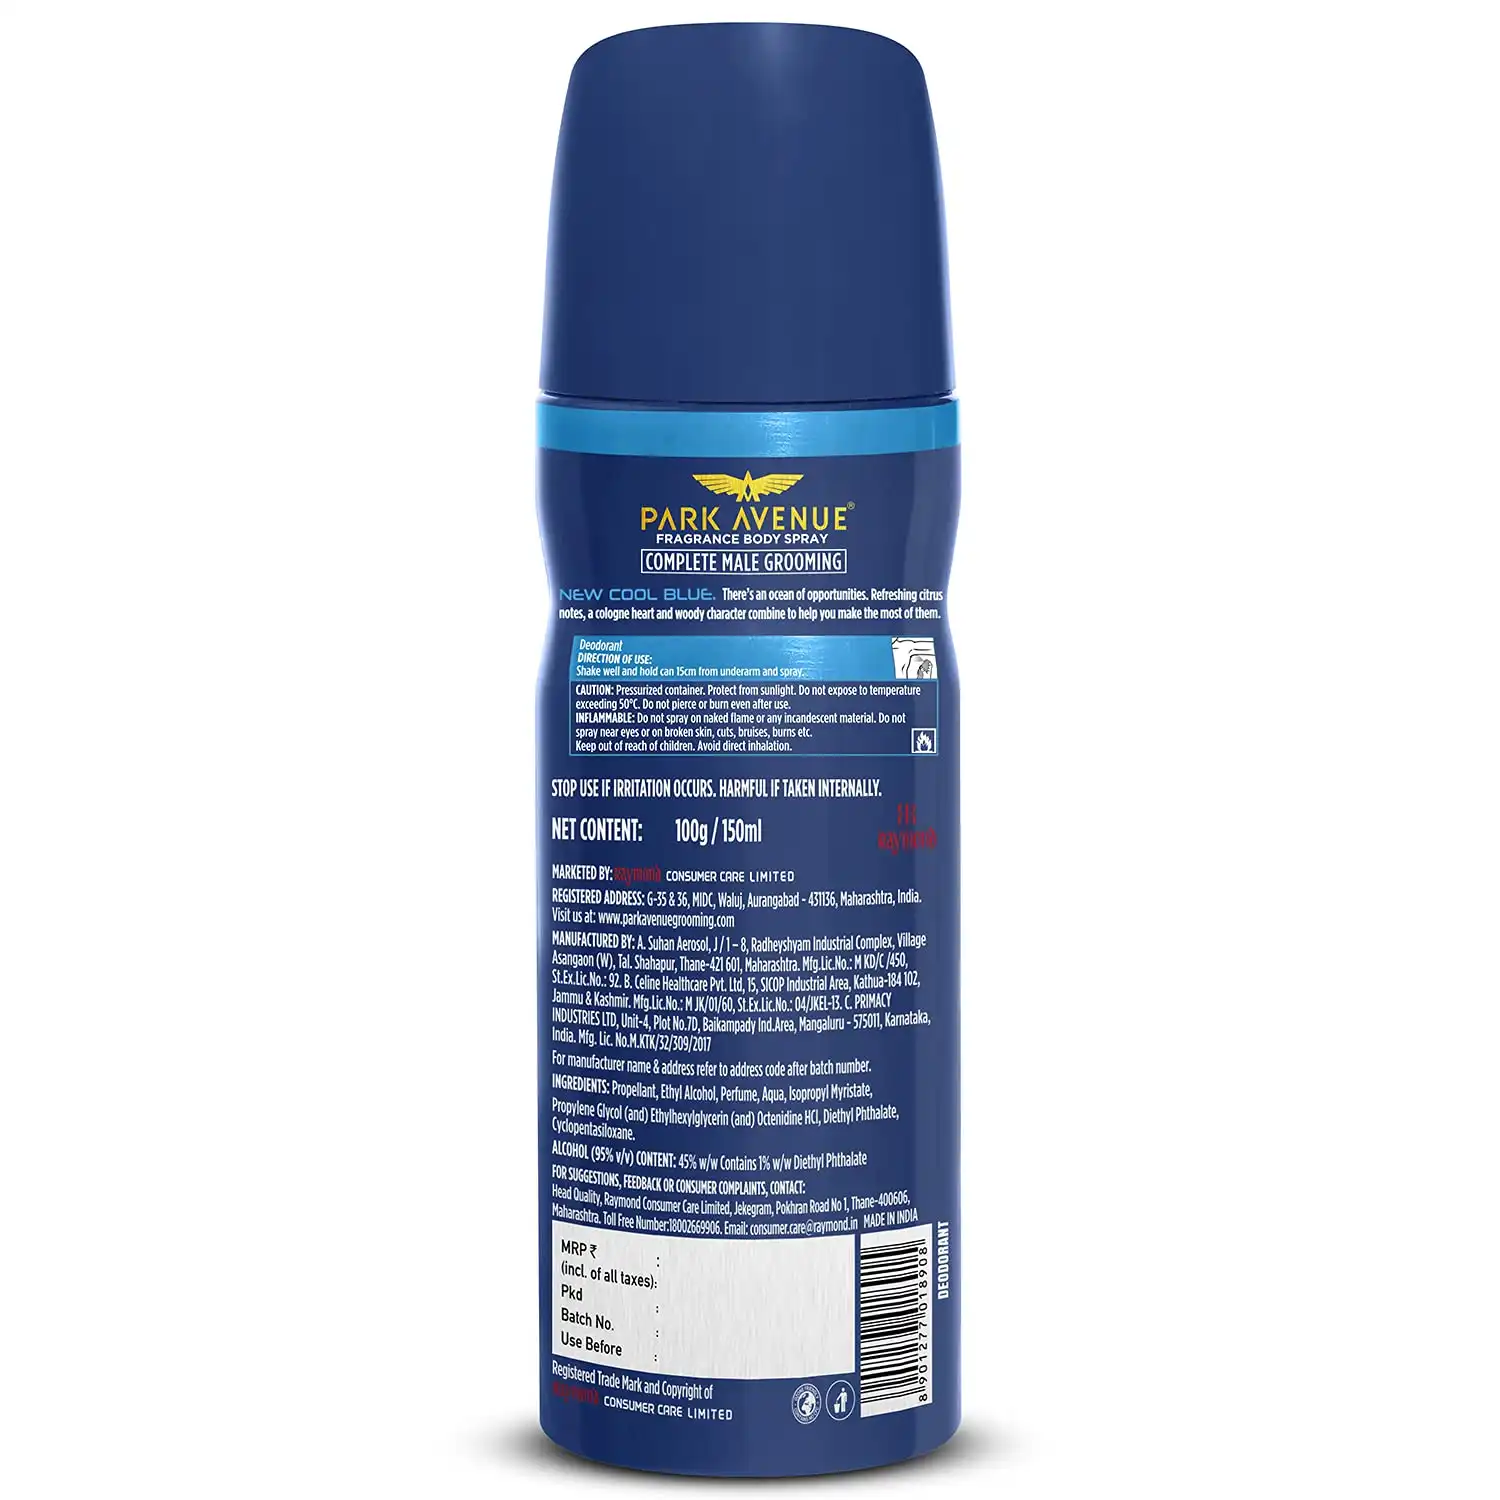 PARK AVENUE®
FRAGRANCE BODY SPRAY
COMPLETE MALE GROOMING
NEW COOL BLUE. There's an ocean of opportunities. Refreshing citrus
notes, a cologne heart and woody character combine to help you make the most of them.
Deodorant
DIRECTION OF USE:
Shake well and hold can 15cm from underarm and spray.
CAUTION: Pressurized container. Protect from sunlight. Do not expose to temperature
exceeding 50°C. Do not pierce or burn even after use.
INFLAMMABLE: Do not spray on naked flame or any incandescent material. Do not
spray near eyes or on broken skin, cuts, bruises, burns etc.
Keep out of reach of children. Avoid direct inhalation.
STOP USE IF IRRITATION OCCURS. HARMFUL IF TAKEN INTERNALLY.
NET CONTENT: 100g / 150ml
Raymond
MARKETED BY: Raymond CONSUMER CARE LIMITED
REGISTERED ADDRESS: G-35 & 36, MIDC, Waluj, Aurangabad - 431136, Maharashtra, India.
Visit us at: www.parkavenuegrooming.com
MANUFACTURED BY: A. Suhan Aerosol, J / 1 – 8, Radheyshyam Industrial Complex, Village
Asangaon (W), Tal. Shahapur, Thane-421 601, Maharashtra. Mfg.Lic.No.: M KD/C /450,
St.Ex.Lic.No.: 92. B. Celine Healthcare Pvt. Ltd, 15, SICOP Industrial Area, Kathua-184 102,
Jammu & Kashmir. Mfg.Lic.No.: M JK/01/60, St.Ex.Lic.No.: 04/JKEL-13. C. PRIMACY
INDUSTRIES LTD, Unit-4, Plot No.7D, Baikampady Ind.Area, Mangaluru - 575011, Karnataka,
India. Mfg. Lic. No.M.KTK/32/309/2017
For manufacturer name & address refer to address code after batch number.
INGREDIENTS: Propellant, Ethyl Alcohol, Perfume, Aqua, Isopropyl Myristate,
Propylene Glycol (and) Ethylhexylglycerin (and) Octenidine HCl, Diethyl Phthalate,
Cyclopentasiloxane.
ALCOHOL (95% v/v) CONTENT: 45% w/w Contains 1% w/w Diethyl Phthalate
FOR SUGGESTIONS, FEEDBACK OR CONSUMER COMPLAINTS, CONTACT:
Head Quality, Raymond Consumer Care Limited, Jekegram, Pokhran Road No 1, Thane-400606,
Maharashtra. Toll Free Number:18002669906. Email: consumer.care@raymond.in MADE IN INDIA
MRP ₹ :
(incl. of all taxes):
Pkd :
Batch No. :
Use Before :
8 901277 018908
DEODORANT
Registered Trade Mark and Copyright of
Raymond CONSUMER CARE LIMITED